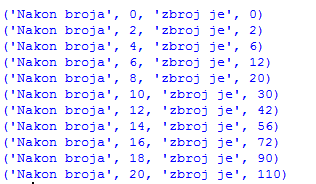 ('Nakon broja', 0, 'zbroj je', 0)
('Nakon broja', 2, 'zbroj je', 2)
('Nakon broja', 4, 'zbroj je', 6)
('Nakon broja', 6, 'zbroj je', 12)
('Nakon broja', 8, 'zbroj je', 20)
('Nakon broja', 10, 'zbroj je', 30)
('Nakon broja', 12, 'zbroj je', 42)
('Nakon broja', 14, 'zbroj je', 56)
('Nakon broja', 16, 'zbroj je', 72)
('Nakon broja', 18, 'zbroj je', 90)
('Nakon broja', 20, 'zbroj je', 110)